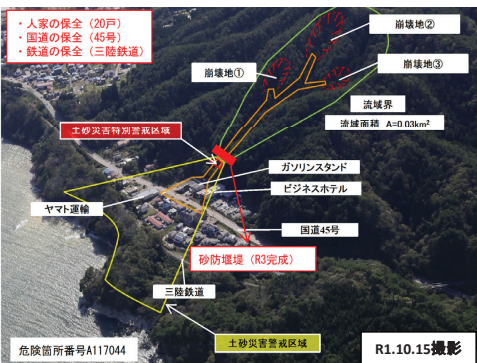 ・人家の保全（20戸）
・国道の保全（45号）
・鉄道の保全（三陸鉄道）
崩壊地②
崩壊地①
崩壊地③
流域界
流域面積 A=0.03km²
土砂災害特別警戒区域
ガソリンスタンド
ビジネスホテル
ヤマト運輸
国道45号
砂防堰堤（R3完成）
三陸鉄道
土砂災害警戒区域
危険箇所番号A117044
R1.10.15撮影